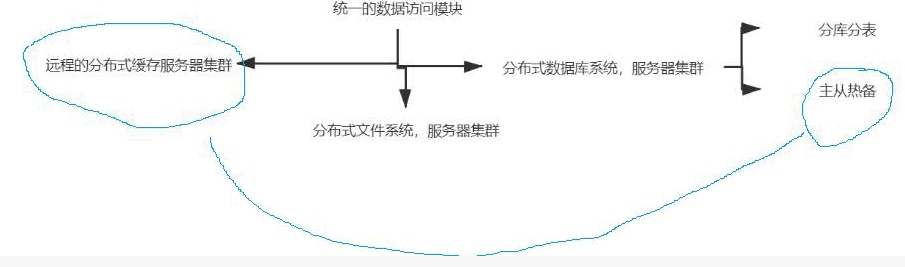 统一的数据访问模块
分库分表
远程的分布式缓存服务器集群
分布式数据库系统，服务器集群
主从热备
分布式文件系统，服务器集群